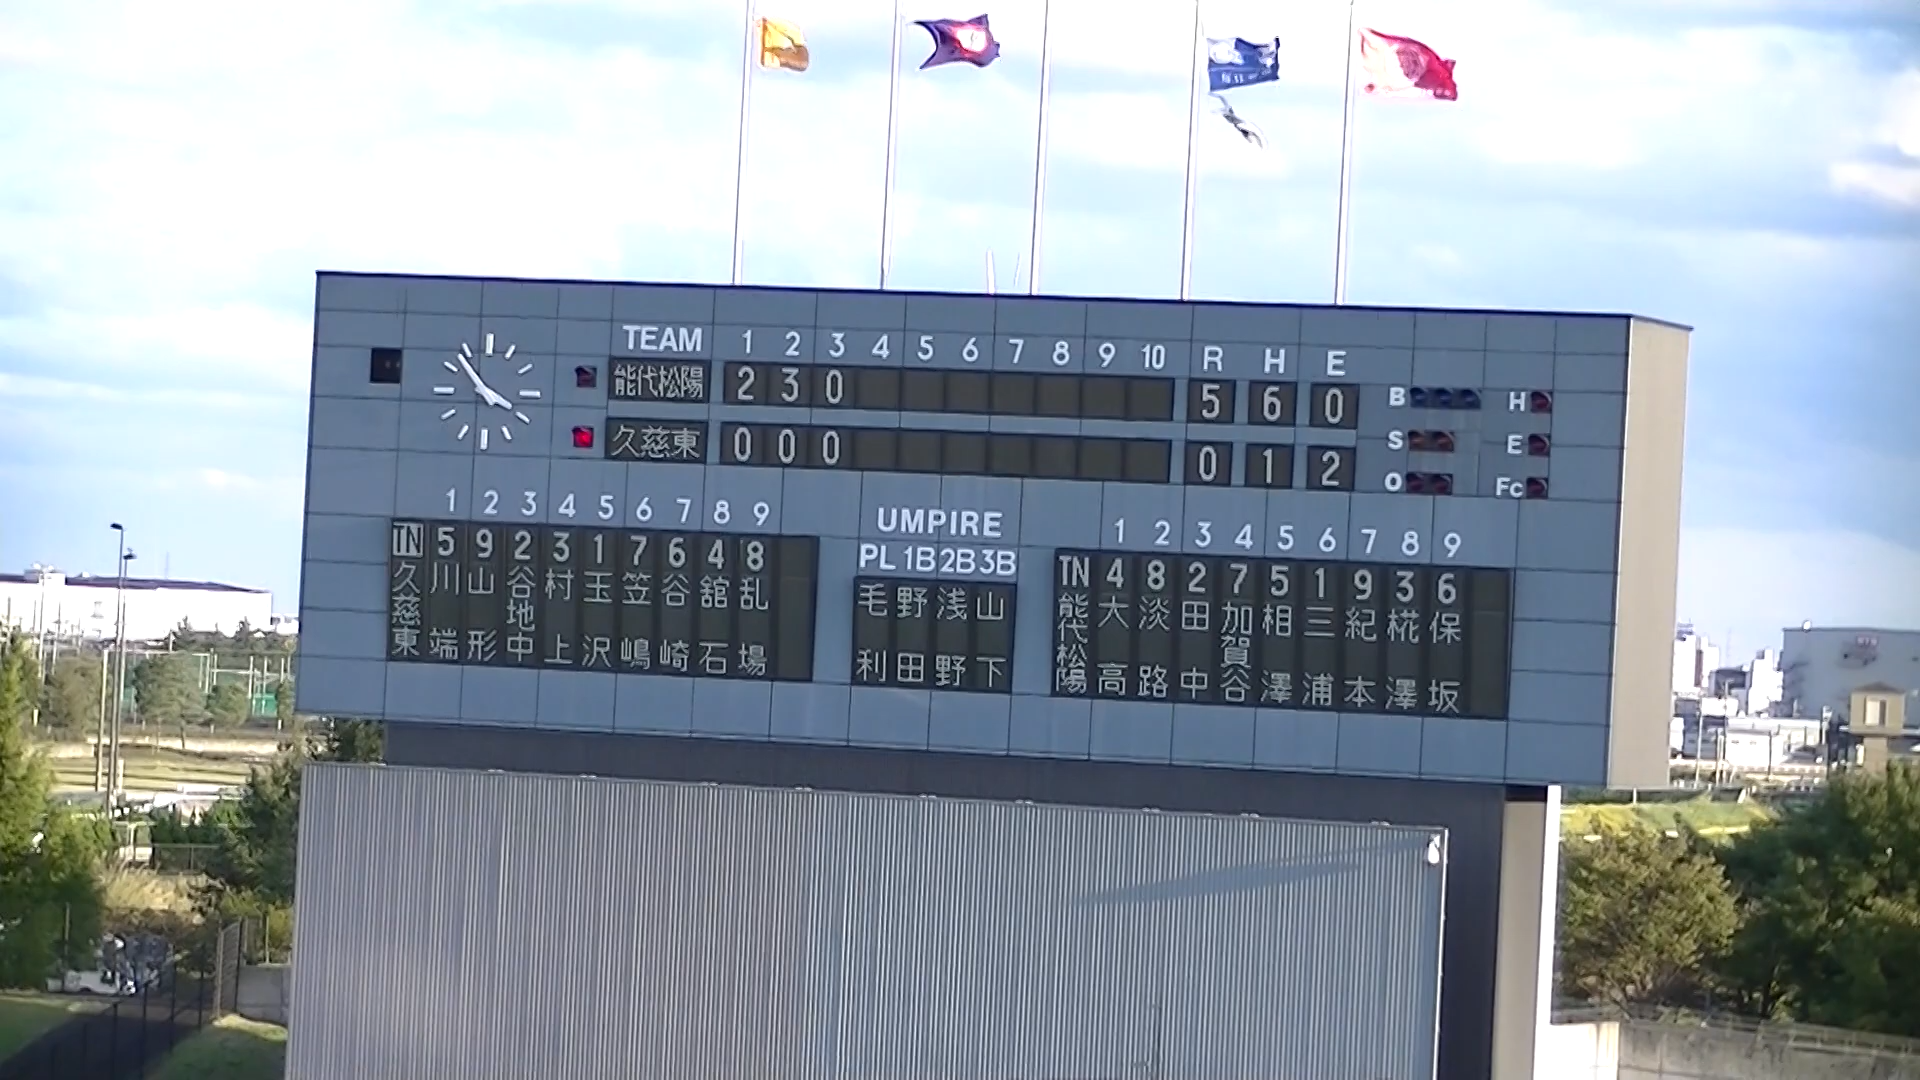 TEAM 1 2 3 4 5 6 7 8 9 10 R H E
能代松陽 2 3 0 5 6 0
久慈東 0 0 0 0 1 2
B H
S E
O Fc
1 2 3 4 5 6 7 8 9
TN 5 9 2 3 1 7 6 4 8
久慈東 川端 山形 谷地中 村上 玉沢 笠嶋 谷崎 舘石 乱場
UMPIRE
PL 1B 2B 3B
毛利 野田 浅野 山下
1 2 3 4 5 6 7 8 9
TN 4 8 2 7 5 1 9 3 6
能代松陽 大高 淡路 田中 加賀谷 相澤 三浦 紀本 椛澤 保坂